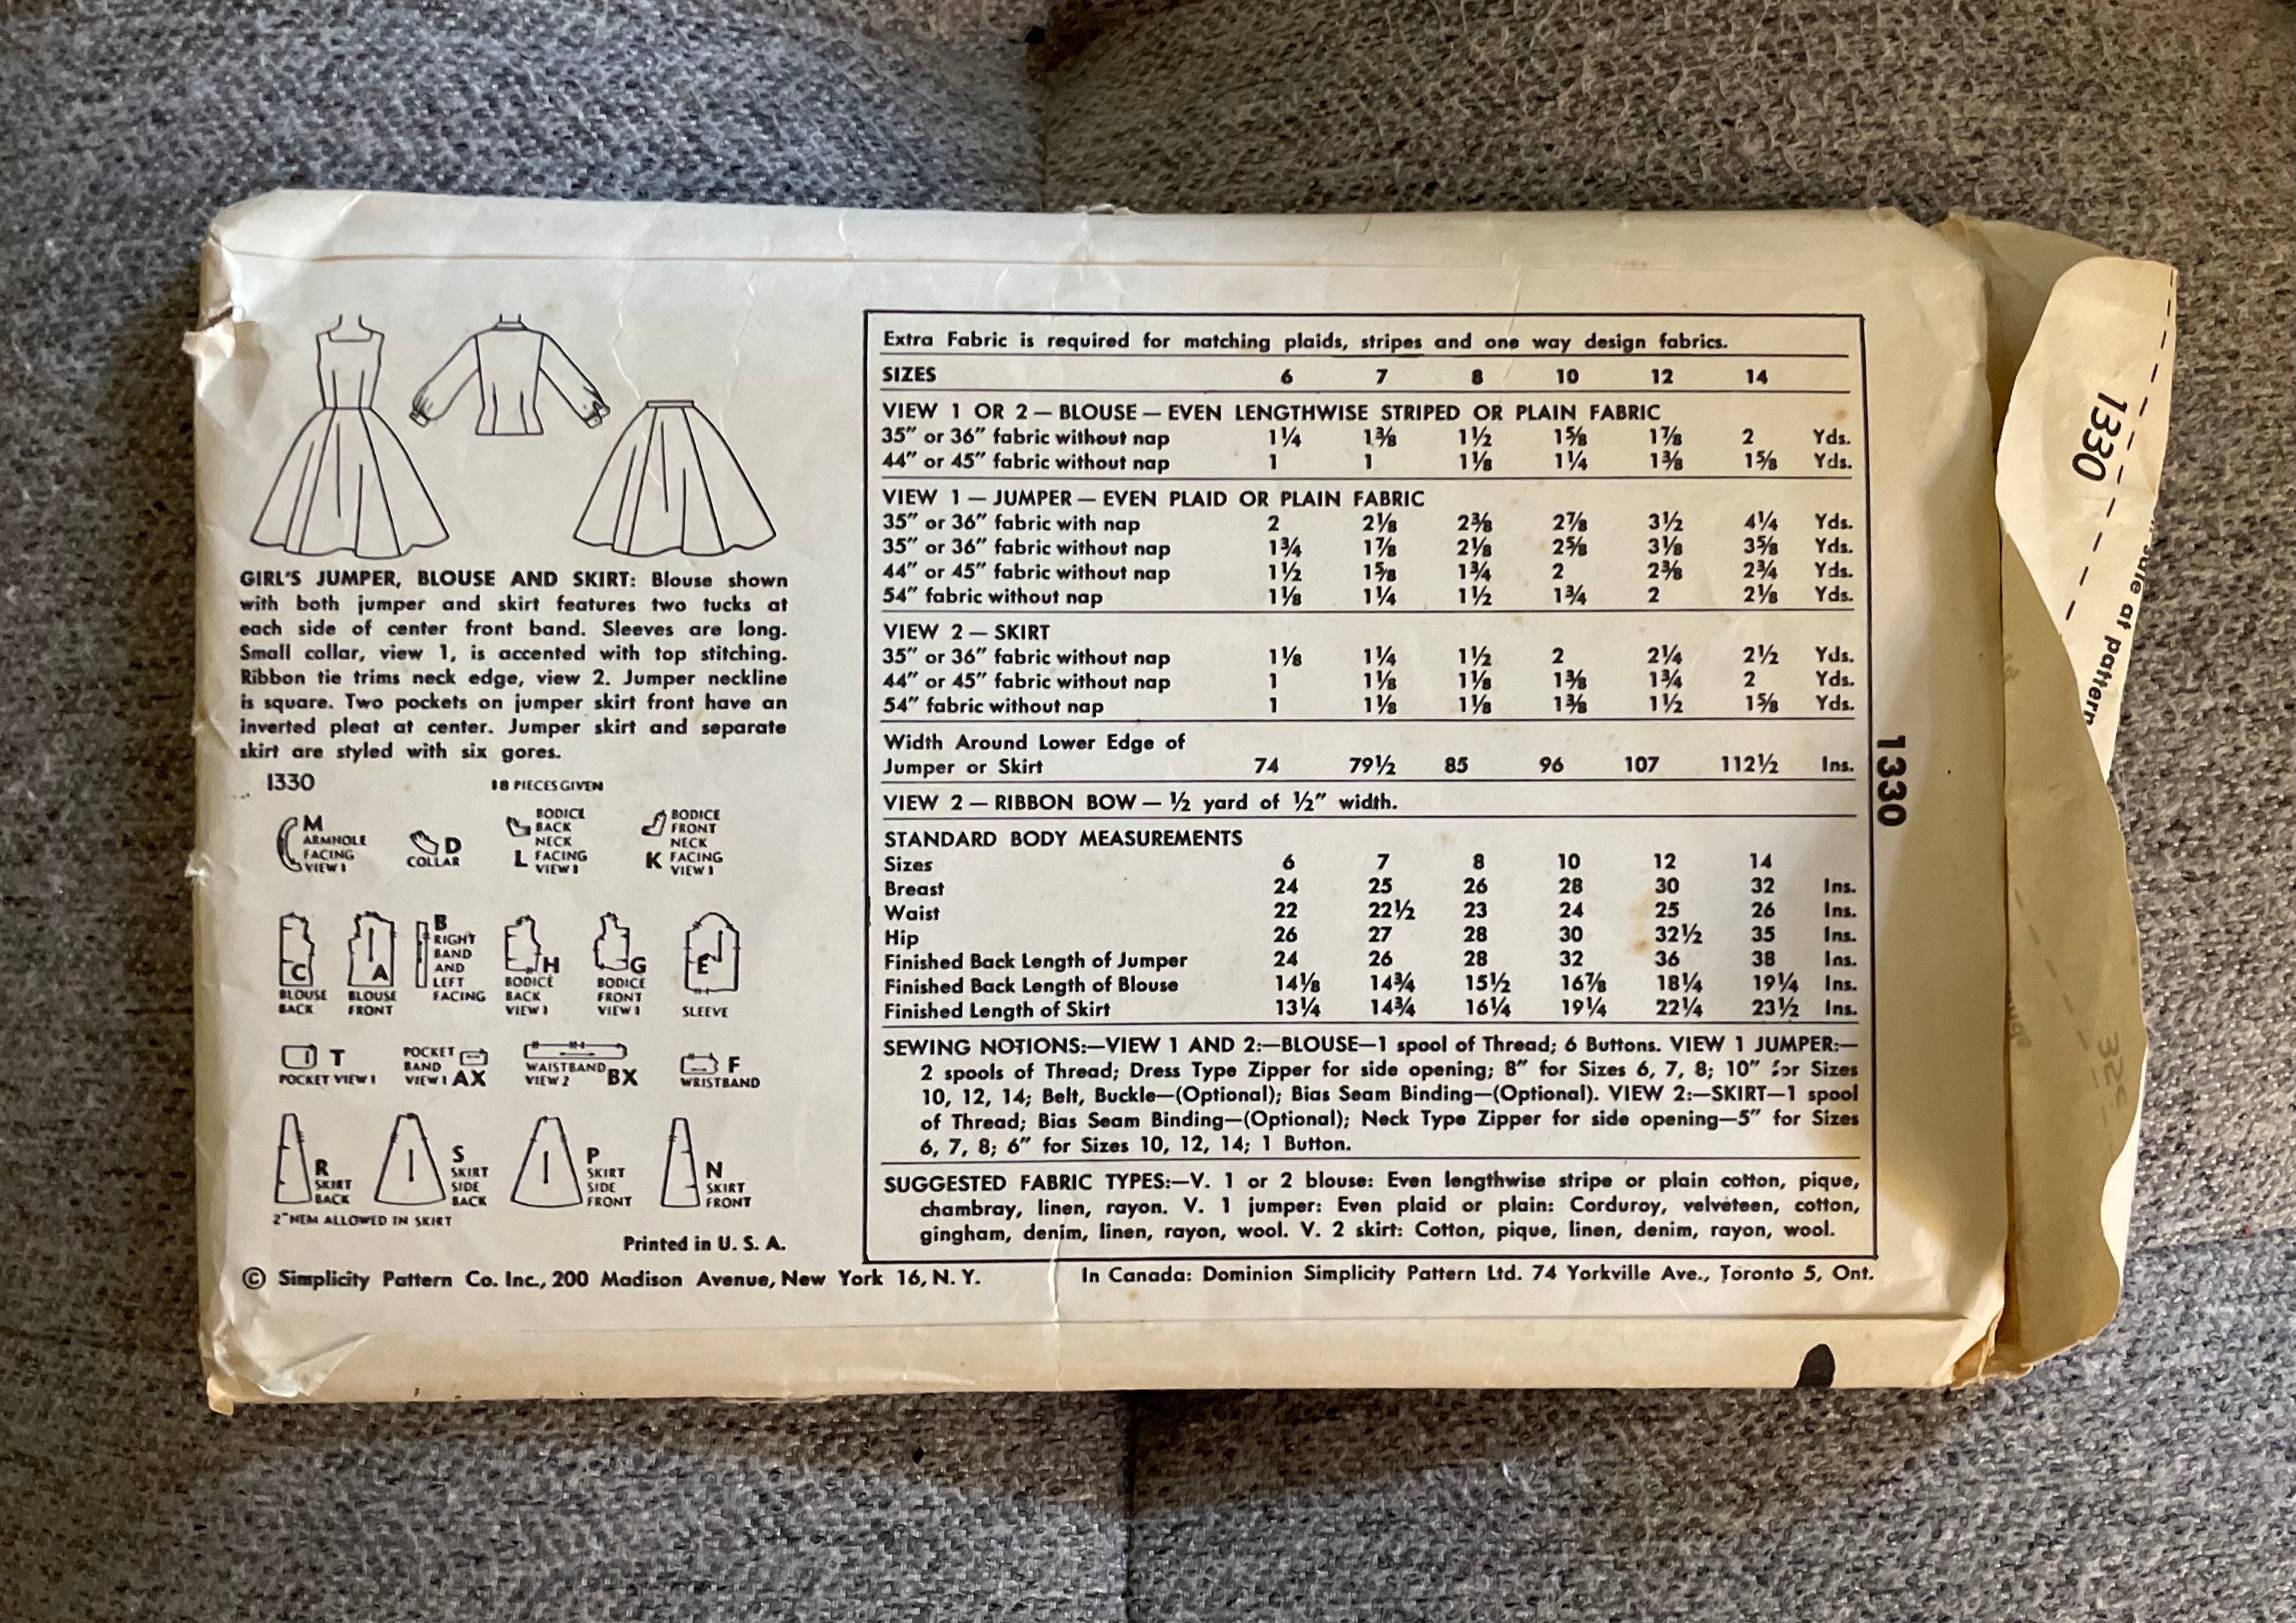 GIRL'S JUMPER, BLOUSE AND SKIRT: Blouse shown
with both jumper and skirt features two tucks at
each side of center front band. Sleeves are long.
Small collar, view 1, is accented with top stitching.
Ribbon tie trims neck edge, view 2. Jumper neckline
is square. Two pockets on jumper skirt front have an
inverted pleat at center. Jumper skirt and separate
skirt are styled with six gores.
1330 18 PIECES GIVEN
M
ARMHOLE
FACING
VIEW 1
D
COLLAR
BODICE
BACK
NECK
L FACING
VIEW 1
BODICE
FRONT
NECK
K FACING
VIEW 1
C
BLOUSE
BACK
A
BLOUSE
FRONT
B
RIGHT
BAND
AND
LEFT
FACING
H
BODICE
BACK
VIEW 1
G
BODICE
FRONT
VIEW 1
E
SLEEVE
T
POCKET VIEW 1
POCKET
BAND
VIEW 1 AX
WAISTBAND
VIEW 2 BX
F
WRISTBAND
R
SKIRT
BACK
S
SKIRT
SIDE
BACK
P
SKIRT
SIDE
FRONT
N
SKIRT
FRONT
2" HEM ALLOWED IN SKIRT
Printed in U. S. A.
Extra Fabric is required for matching plaids, stripes and one way design fabrics.
SIZES 6 7 8 10 12 14
VIEW 1 OR 2 — BLOUSE — EVEN LENGTHWISE STRIPED OR PLAIN FABRIC
35" or 36" fabric without nap 1¼ 1⅜ 1½ 1⅝ 1⅞ 2 Yds.
44" or 45" fabric without nap 1 1 1⅛ 1¼ 1⅜ 1⅝ Yds.
VIEW 1 — JUMPER — EVEN PLAID OR PLAIN FABRIC
35" or 36" fabric with nap 2 2⅛ 2⅜ 2⅞ 3½ 4¼ Yds.
35" or 36" fabric without nap 1¾ 1⅞ 2⅛ 2⅝ 3⅛ 3⅝ Yds.
44" or 45" fabric without nap 1½ 1⅝ 1¾ 2 2⅜ 2¾ Yds.
54" fabric without nap 1⅛ 1¼ 1½ 1¾ 2 2⅛ Yds.
VIEW 2 — SKIRT
35" or 36" fabric without nap 1⅛ 1¼ 1½ 2 2¼ 2½ Yds.
44" or 45" fabric without nap 1 1⅛ 1⅛ 1⅜ 1¾ 2 Yds.
54" fabric without nap 1 1⅛ 1⅛ 1⅜ 1½ 1⅝ Yds.
Width Around Lower Edge of
Jumper or Skirt 74 79½ 85 96 107 112½ Ins.
VIEW 2 — RIBBON BOW — ½ yard of ½" width.
STANDARD BODY MEASUREMENTS
Sizes 6 7 8 10 12 14
Breast 24 25 26 28 30 32 Ins.
Waist 22 22½ 23 24 25 26 Ins.
Hip 26 27 28 30 32½ 35 Ins.
Finished Back Length of Jumper 24 26 28 32 36 38 Ins.
Finished Back Length of Blouse 14⅛ 14¾ 15½ 16⅞ 18¼ 19¼ Ins.
Finished Length of Skirt 13¼ 14¾ 16¼ 19¼ 22¼ 23½ Ins.
SEWING NOTIONS:—VIEW 1 AND 2:—BLOUSE—1 spool of Thread; 6 Buttons. VIEW 1 JUMPER:—
2 spools of Thread; Dress Type Zipper for side opening; 8" for Sizes 6, 7, 8; 10" for Sizes
10, 12, 14; Belt, Buckle—(Optional); Bias Seam Binding—(Optional). VIEW 2:—SKIRT—1 spool
of Thread; Bias Seam Binding—(Optional); Neck Type Zipper for side opening—5" for Sizes
6, 7, 8; 6" for Sizes 10, 12, 14; 1 Button.
SUGGESTED FABRIC TYPES:—V. 1 or 2 blouse: Even lengthwise stripe or plain cotton, pique,
chambray, linen, rayon. V. 1 jumper: Even plaid or plain: Corduroy, velveteen, cotton,
gingham, denim, linen, rayon, wool. V. 2 skirt: Cotton, pique, linen, denim, rayon, wool.
© Simplicity Pattern Co. Inc., 200 Madison Avenue, New York 16, N. Y. In Canada: Dominion Simplicity Pattern Ltd. 74 Yorkville Ave., Toronto 5, Ont.
1330
1330
at pattern